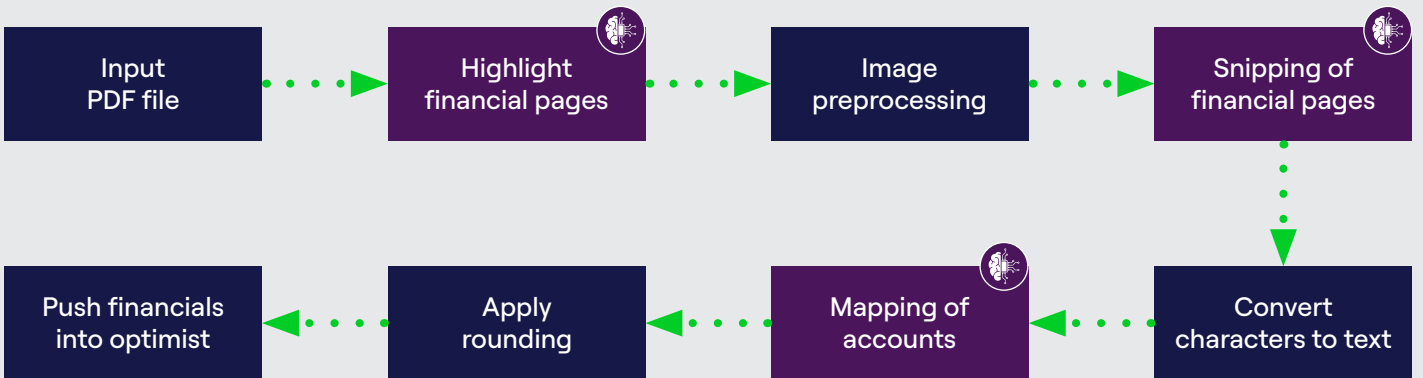 Input
PDF file
Highlight
financial pages
Image
preprocessing
Snipping of
financial pages
Convert
characters to text
Mapping of
accounts
Apply
rounding
Push financials
into optimist